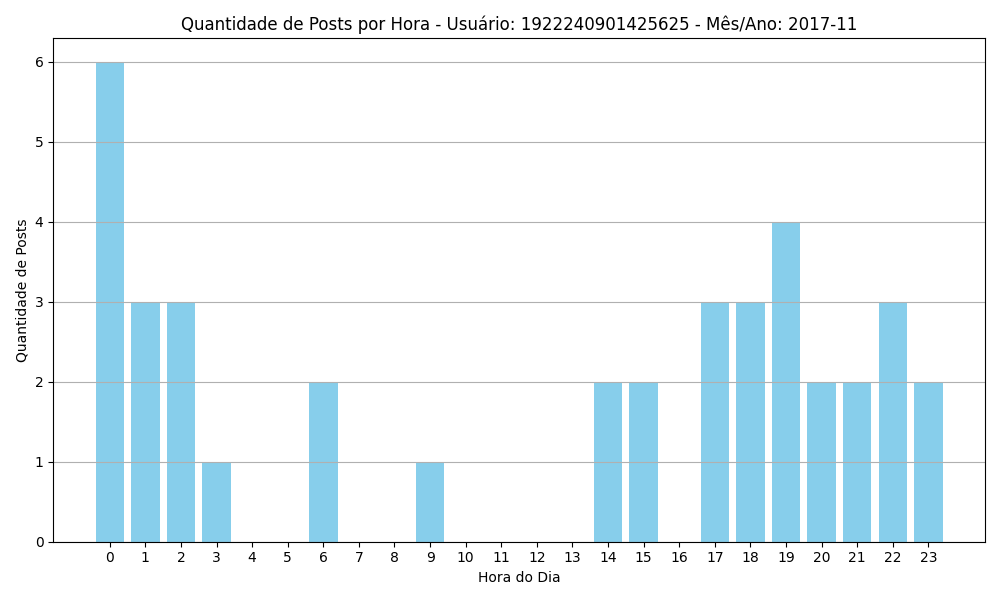 Quantidade de Posts por Hora - Usuário: 1922240901425625 - Mês/Ano: 2017-11
Quantidade de Posts
6
5
4
3
2
1
0
0 1 2 3 4 5 6 7 8 9 10 11 12 13 14 15 16 17 18 19 20 21 22 23
Hora do Dia